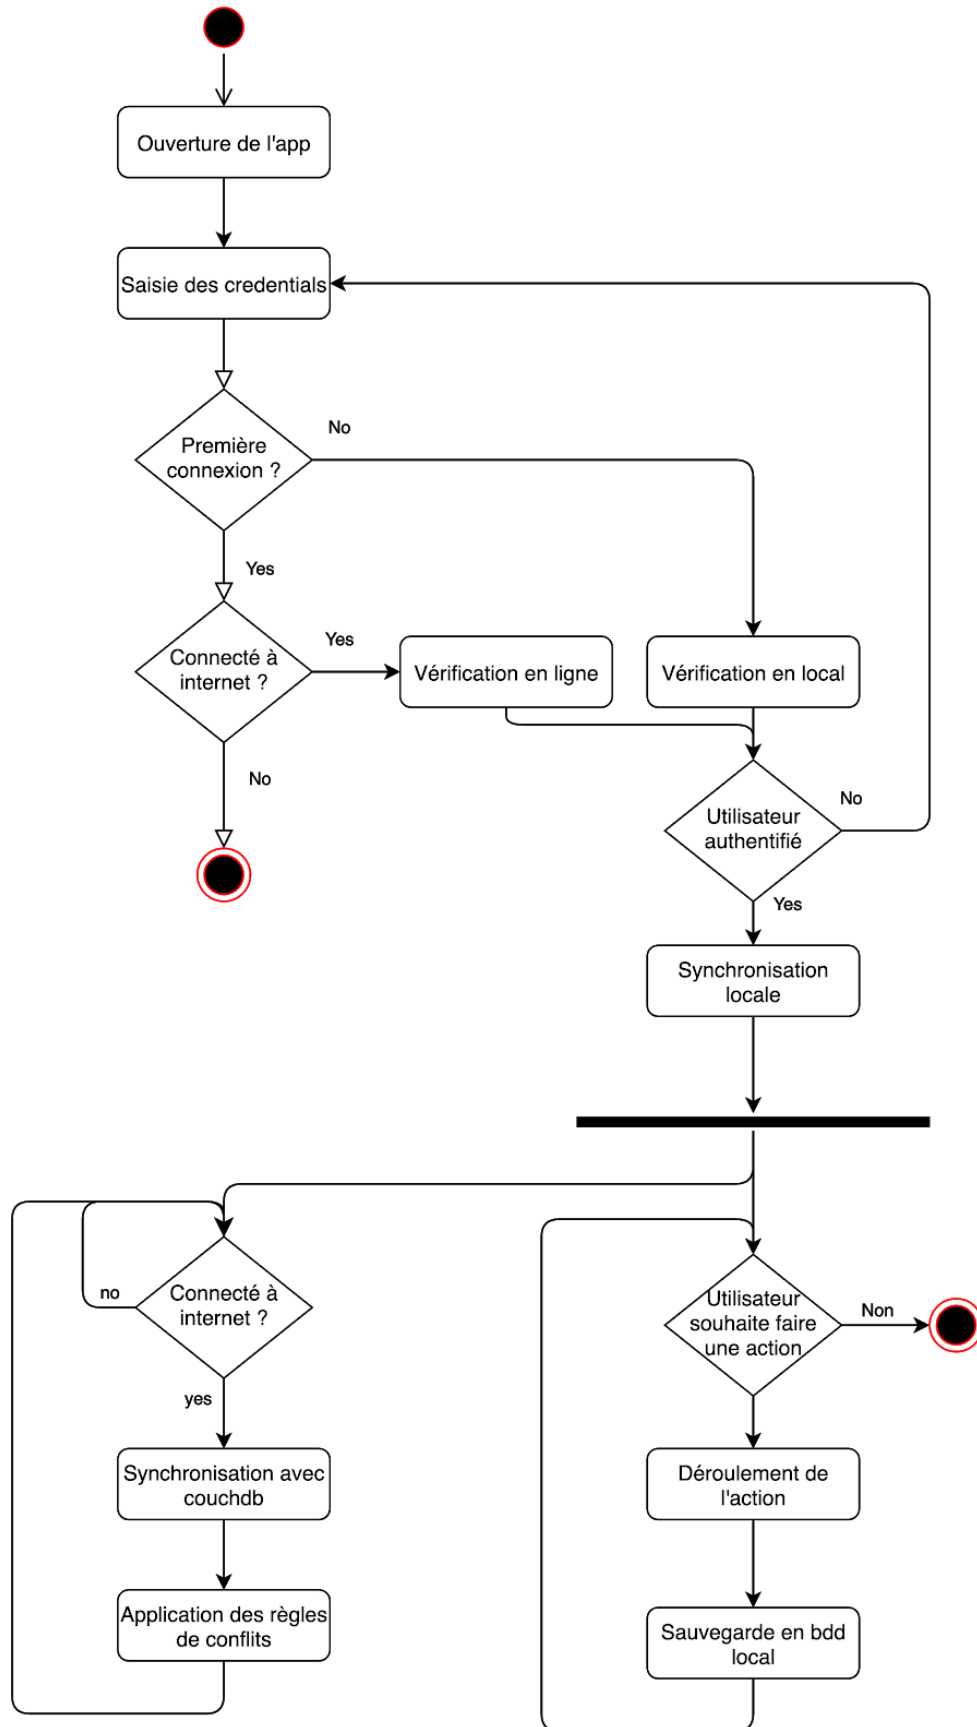 Ouverture de l'app
Saisie des credentials
Première
connexion ?
No
Yes
Connecté à
internet ?
Yes
Vérification en ligne
Vérification en local
No
Utilisateur
authentifié
No
Yes
Synchronisation
locale
Connecté à
internet ?
no
yes
Utilisateur
souhaite faire
une action
Non
Synchronisation avec
couchdb
Déroulement de
l'action
Application des règles
de conflits
Sauvegarde en bdd
local